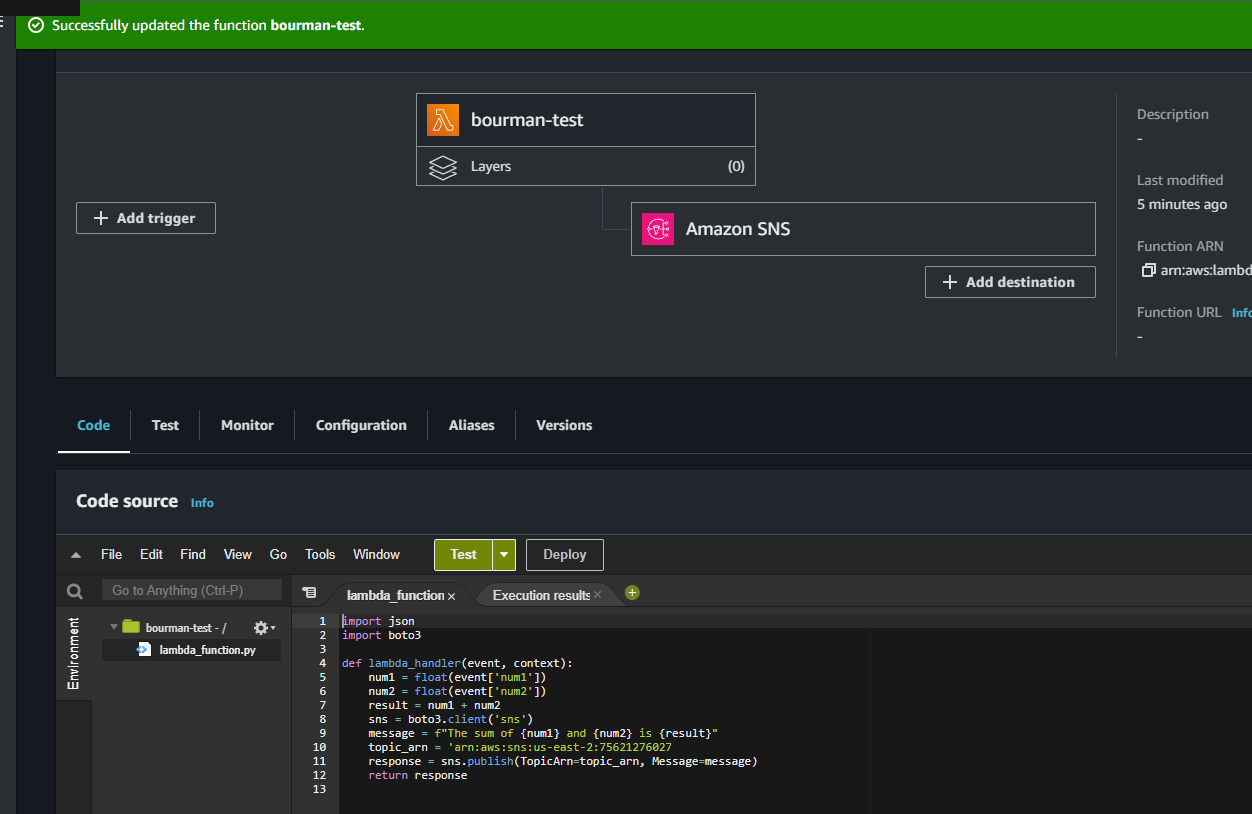 Successfully updated the function bourman-test.
bourman-test
Layers (0)
Add trigger
Amazon SNS
Add destination
Description
-
Last modified
5 minutes ago
Function ARN
arn:aws:lambd
Function URL Info
-
Code Test Monitor Configuration Aliases Versions
Code source Info
File Edit Find View Go Tools Window Test Deploy
Go to Anything (Ctrl-P)
lambda_function × Execution results ×
Environment
bourman-test - /
lambda_function.py
1 import json
2 import boto3
3
4 def lambda_handler(event, context):
5     num1 = float(event['num1'])
6     num2 = float(event['num2'])
7     result = num1 + num2
8     sns = boto3.client('sns')
9     message = f"The sum of {num1} and {num2} is {result}"
10     topic_arn = 'arn:aws:sns:us-east-2:75621276027
11     response = sns.publish(TopicArn=topic_arn, Message=message)
12     return response
13